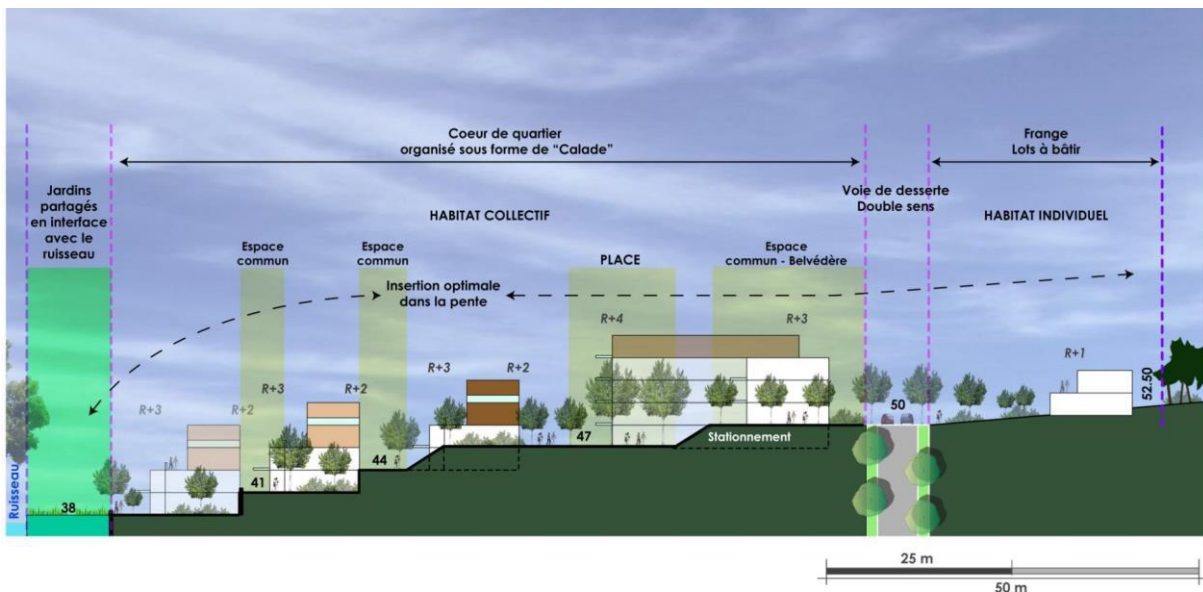 Coeur de quartier
organisé sous forme de "Calade"
Frange
Lots à bâtir
Jardins
partagés
en interface
avec le
ruisseau
HABITAT COLLECTIF
Voie de desserte
Double sens
HABITAT INDIVIDUEL
Espace
commun
Espace
commun
PLACE
Espace
commun - Belvédère
Insertion optimale
dans la pente
R+4
R+3
R+3
R+2
R+1
R+3
R+2
R+3
R+2
52.50
50
47
Stationnement
44
41
38
Ruisseau
25 m
50 m